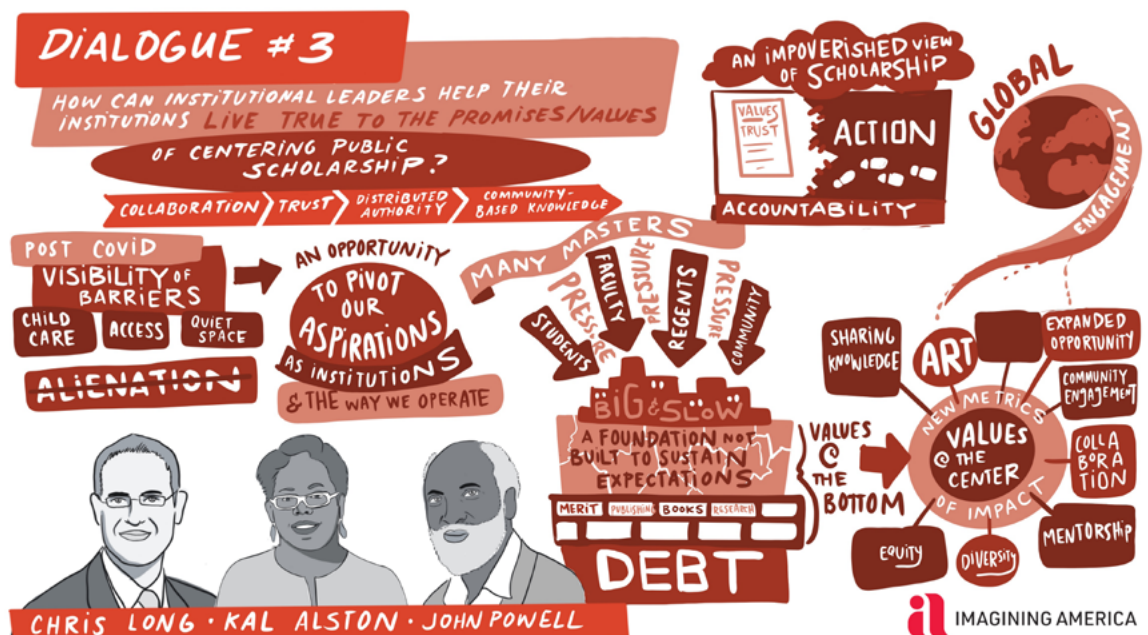 DIALOGUE #3
HOW CAN INSTITUTIONAL LEADERS HELP THEIR
INSTITUTIONS LIVE TRUE TO THE PROMISES/VALUES
OF CENTERING PUBLIC
SCHOLARSHIP?
COLLABORATION
TRUST
DISTRIBUTED
AUTHORITY
COMMUNITY-
BASED KNOWLEDGE
POST COVID
VISIBILITY OF
BARRIERS
CHILD
CARE
ACCESS
QUIET
SPACE
ALIENATION
AN OPPORTUNITY
TO PIVOT
OUR
ASPIRATIONS
AS INSTITUTIONS
& THE WAY WE OPERATE
MANY MASTERS
STUDENTS
PRESSURE
FACULTY
PRESSURE
REGENTS
PRESSURE
COMMUNITY
BIG & SLOW
A FOUNDATION NOT
BUILT TO SUSTAIN
EXPECTATIONS
MERIT
PUBLISHING
BOOKS
RESEARCH
DEBT
VALUES
@
THE
BOTTOM
AN IMPOVERISHED VIEW
OF SCHOLARSHIP
VALUES
TRUST
ACTION
ACCOUNTABILITY
GLOBAL
ENGAGEMENT
SHARING
KNOWLEDGE
ART
EXPANDED
OPPORTUNITY
COMMUNITY
ENGAGEMENT
COLLA
BORA
TION
MENTORSHIP
DIVERSITY
EQUITY
NEW METRICS
OF IMPACT
VALUES
@ THE
CENTER
CHRIS LONG · KAL ALSTON · JOHN POWELL
ia IMAGINING AMERICA